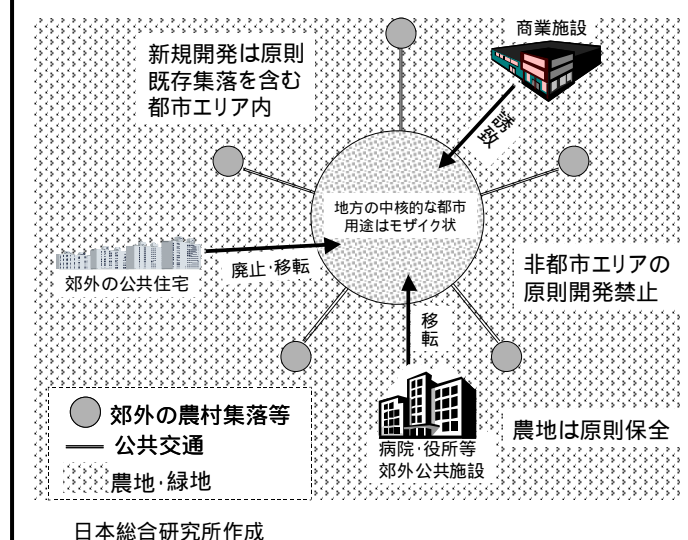 新規開発は原則
既存集落を含む
都市エリア内
商業施設
誘致
地方の中核的な都市
用途はモザイク状
郊外の公共住宅
廃止・移転
非都市エリアの
原則開発禁止
移転
病院・役所等
郊外公共施設
農地は原則保全
郊外の農村集落等
公共交通
農地・緑地
日本総合研究所作成